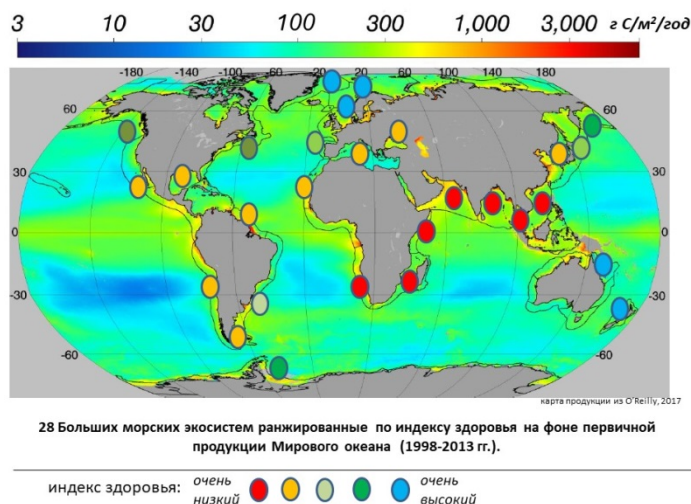 3 10 30 100 300 1,000 3,000 г С/м²/год
-180 -140 -100 -60 -20 20 60 100 140 180
60 60
30 30
0 0
-30 -30
-60 -60
карта продукции из O'Reilly, 2017
28 Больших морских экосистем ранжированные по индексу здоровья на фоне первичной
продукции Мирового океана (1998-2013 гг.).
индекс здоровья: очень очень
низкий высокий